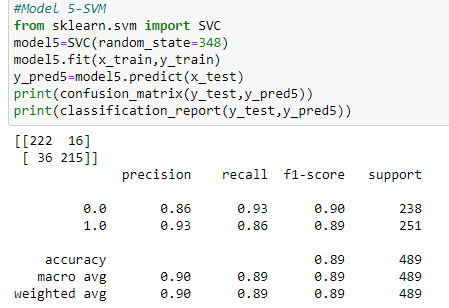 #Model 5-SVM
from sklearn.svm import SVC
model5=SVC(random_state=348)
model5.fit(x_train,y_train)
y_pred5=model5.predict(x_test)
print(confusion_matrix(y_test,y_pred5))
print(classification_report(y_test,y_pred5))
[[222  16]
 [ 36 215]]
              precision    recall  f1-score   support
         0.0       0.86      0.93      0.90       238
         1.0       0.93      0.86      0.89       251
    accuracy                           0.89       489
   macro avg       0.90      0.89      0.89       489
weighted avg       0.90      0.89      0.89       489